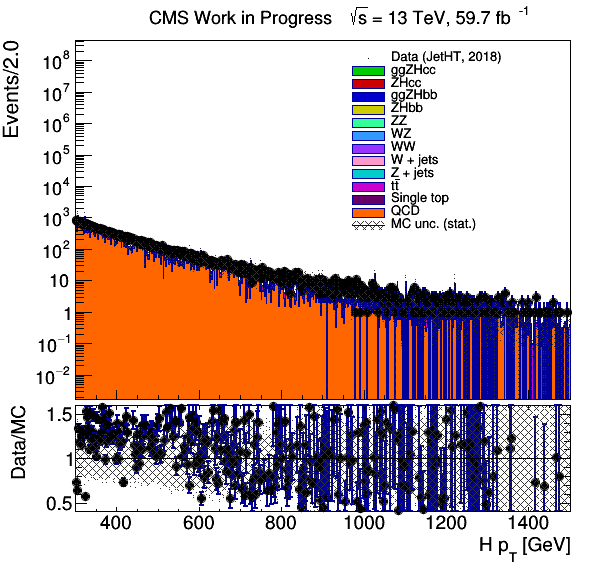 CMS Work in Progress √s = 13 TeV, 59.7 fb⁻¹
Events/2.0
10⁸
10⁷
10⁶
10⁵
10⁴
10³
10²
10
1
10⁻¹
10⁻²
Data (JetHT, 2018)
ggZHcc
ZHcc
ggZHbb
ZHbb
ZZ
WZ
WW
W + jets
Z + jets
tt̄
Single top
QCD
MC unc. (stat.)
Data/MC
1.5
1
0.5
400 600 800 1000 1200 1400
H p_T [GeV]